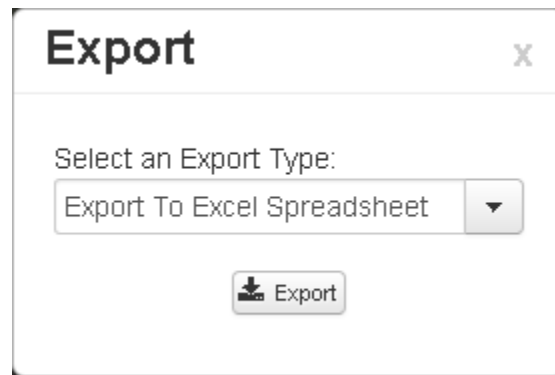 Export
x
Select an Export Type:
Export To Excel Spreadsheet
Export